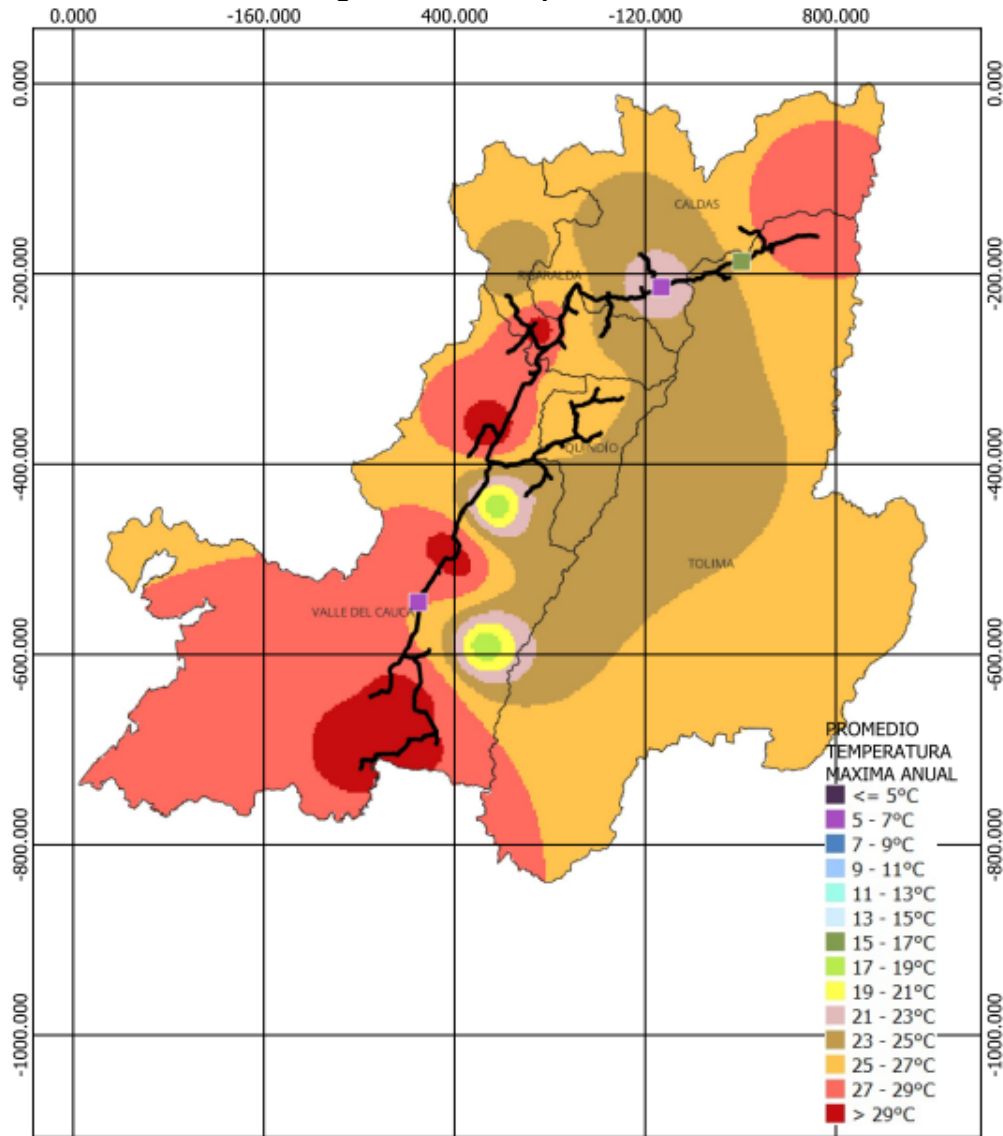 0.000 -160.000 400.000 -120.000 800.000
0.000 0.000
CALDAS
-200.000 -200.000
RISARALDA
-400.000 -400.000
QUINDÍO
TOLIMA
VALLE DEL CAUCA
-600.000 -600.000
PROMEDIO
TEMPERATURA
MAXIMA ANUAL
<= 5°C
5 - 7°C
7 - 9°C
9 - 11°C
11 - 13°C
13 - 15°C
15 - 17°C
17 - 19°C
19 - 21°C
21 - 23°C
23 - 25°C
25 - 27°C
27 - 29°C
> 29°C
-800.000 -800.000
-1000.000 -1000.000